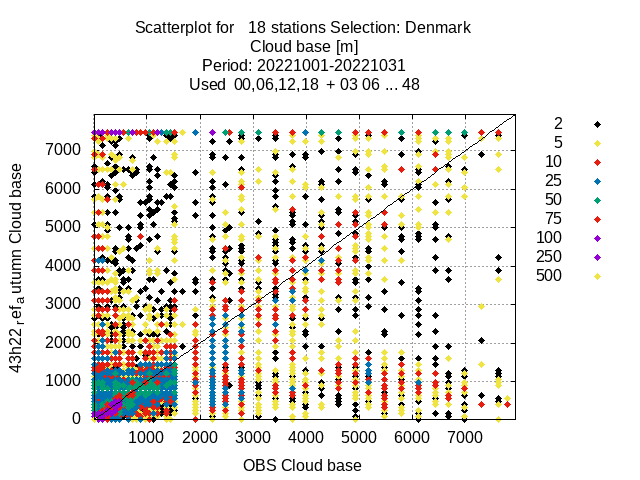 Scatterplot for 18 stations Selection: Denmark
Cloud base [m]
Period: 20221001-20221031
Used 00,06,12,18 + 03 06 ... 48
43h22_ref_autumn Cloud base
7000
6000
5000
4000
3000
2000
1000
0
1000 2000 3000 4000 5000 6000 7000
OBS Cloud base
2
5
10
25
50
75
100
250
500